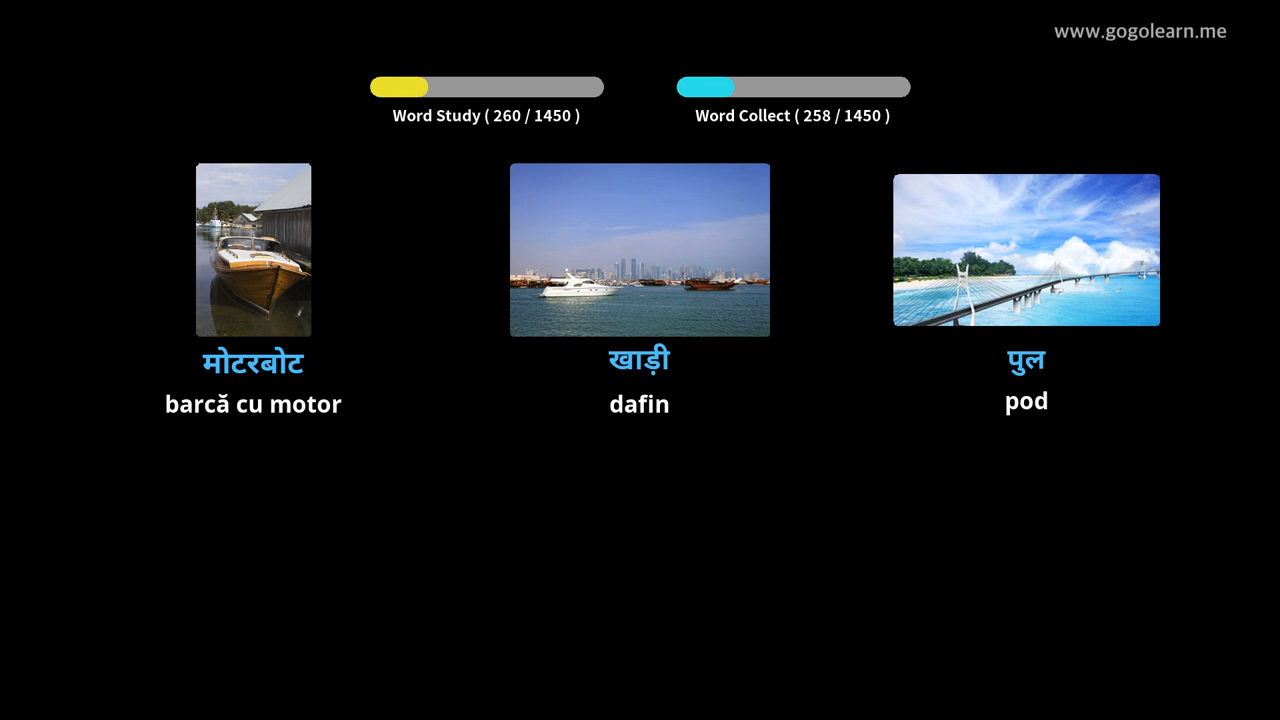 www.gogolearn.me
Word Study ( 260 / 1450 )
Word Collect ( 258 / 1450 )
मोटरबोट
खाड़ी
पुल
barcă cu motor
dafin
pod